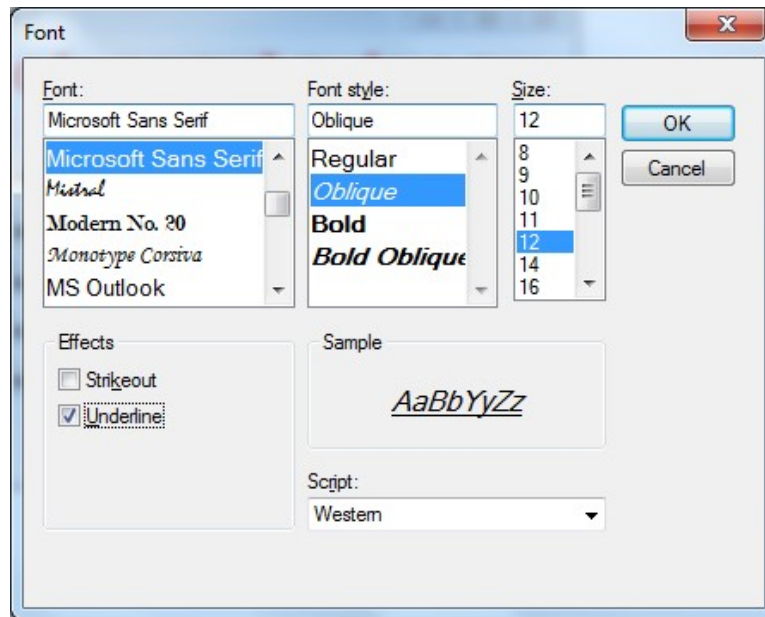 Font
Font:
Microsoft Sans Serif
Microsoft Sans Serif
Mistral
Modern No. 20
Monotype Corsiva
MS Outlook
Font style:
Oblique
Regular
Oblique
Bold
Bold Oblique
Size:
12
8
9
10
11
12
14
16
OK
Cancel
Effects
Strikeout
Underline
Sample
AaBbYyZz
Script:
Western